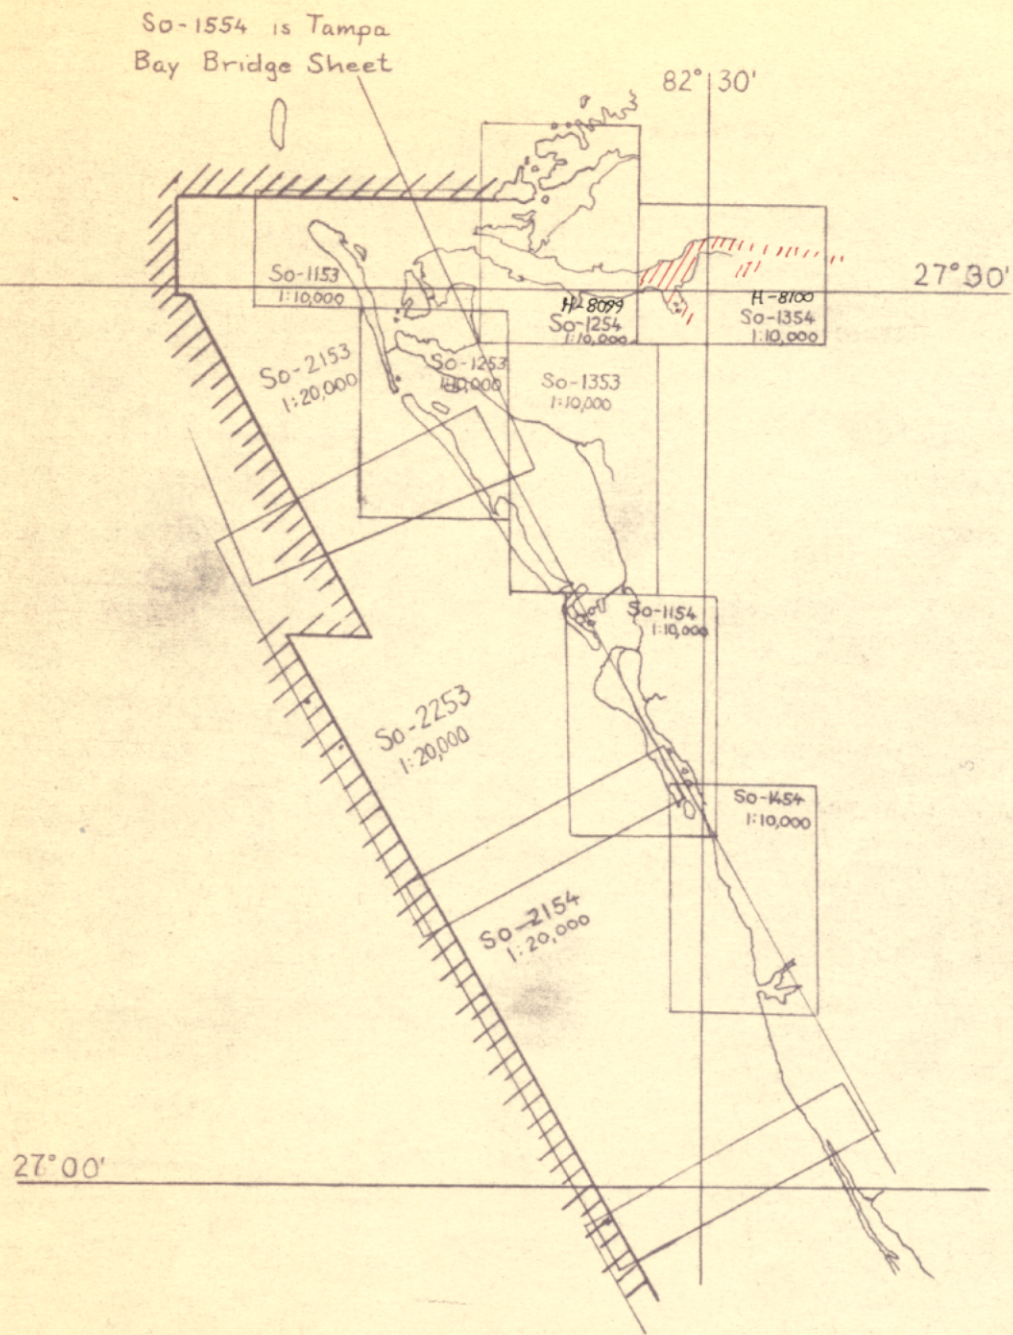 So-1554 is Tampa
Bay Bridge Sheet
82° 30'
27°30'
So-1153
1:10,000
H-8099
So-1254
1:10,000
H-8100
So-1354
1:10,000
So-2153
1:20,000
So-1253
1:10,000
So-1353
1:10,000
So-1154
1:10,000
So-2253
1:20,000
So-1454
1:10,000
So-2154
1:20,000
27°00'